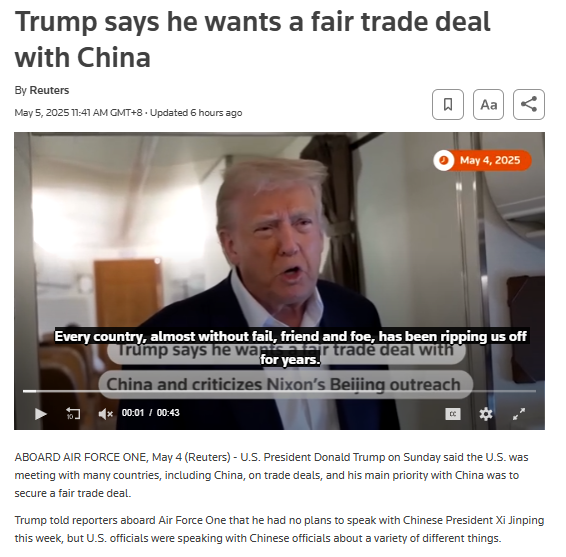 Trump says he wants a fair trade deal
with China
By Reuters
May 5, 2025 11:41 AM GMT+8 · Updated 6 hours ago
Aa
May 4, 2025
Every country, almost without fail, friend and foe, has been ripping us off
for years.
Trump says he wants a fair trade deal with
China and criticizes Nixon's Beijing outreach
10
00:01 / 00:43
CC
ABOARD AIR FORCE ONE, May 4 (Reuters) - U.S. President Donald Trump on Sunday said the U.S. was
meeting with many countries, including China, on trade deals, and his main priority with China was to
secure a fair trade deal.
Trump told reporters aboard Air Force One that he had no plans to speak with Chinese President Xi Jinping
this week, but U.S. officials were speaking with Chinese officials about a variety of different things.